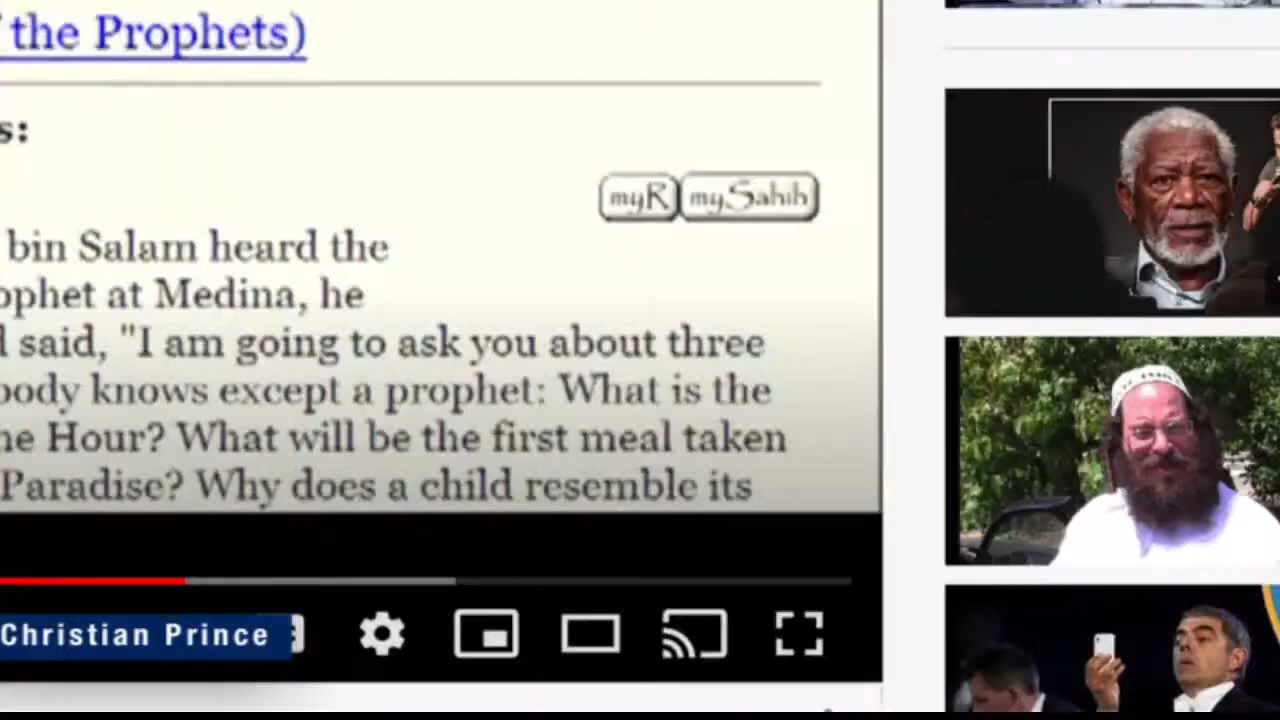 the Prophets)
s:
myR mySahih
bin Salam heard the
ophet at Medina, he
said, "I am going to ask you about three
body knows except a prophet: What is the
he Hour? What will be the first meal taken
Paradise? Why does a child resemble its
Christian Prince